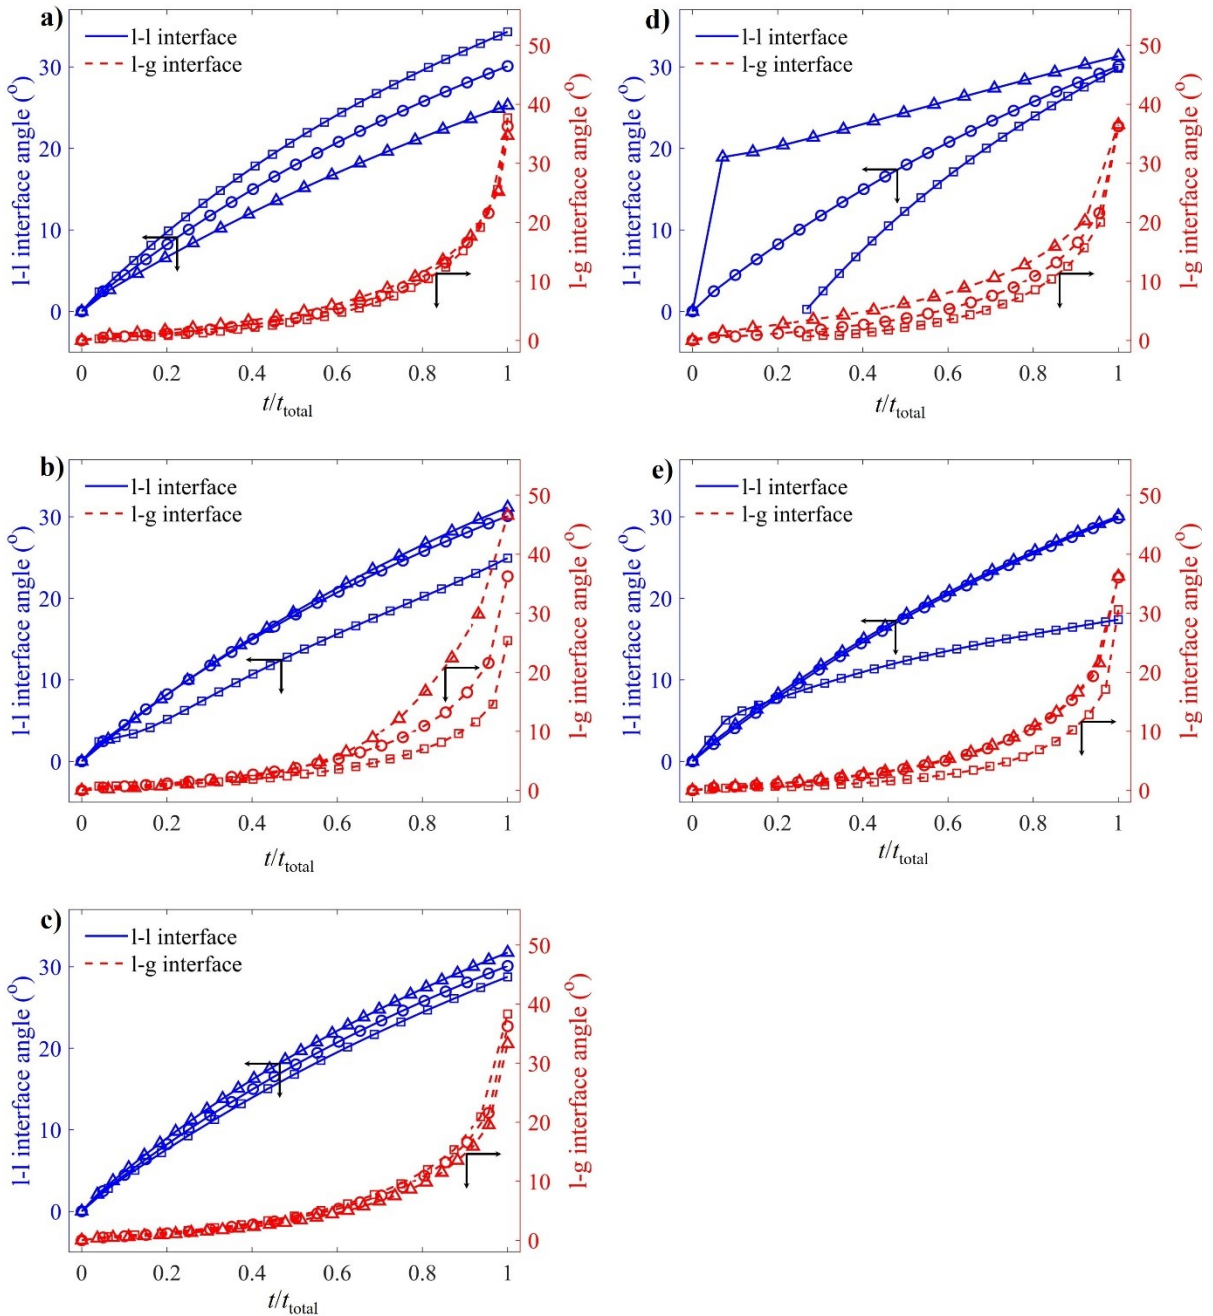 a)
l-l interface
l-g interface
l-l interface angle (°)
30
20
10
0
l-g interface angle (°)
50
40
30
20
10
0
0 0.2 0.4 0.6 0.8 1
t/t_total
d)
l-l interface
l-g interface
l-l interface angle (°)
30
20
10
0
l-g interface angle (°)
50
40
30
20
10
0
0 0.2 0.4 0.6 0.8 1
t/t_total
b)
l-l interface
l-g interface
l-l interface angle (°)
30
20
10
0
l-g interface angle (°)
50
40
30
20
10
0
0 0.2 0.4 0.6 0.8 1
t/t_total
e)
l-l interface
l-g interface
l-l interface angle (°)
30
20
10
0
l-g interface angle (°)
50
40
30
20
10
0
0 0.2 0.4 0.6 0.8 1
t/t_total
c)
l-l interface
l-g interface
l-l interface angle (°)
30
20
10
0
l-g interface angle (°)
50
40
30
20
10
0
0 0.2 0.4 0.6 0.8 1
t/t_total